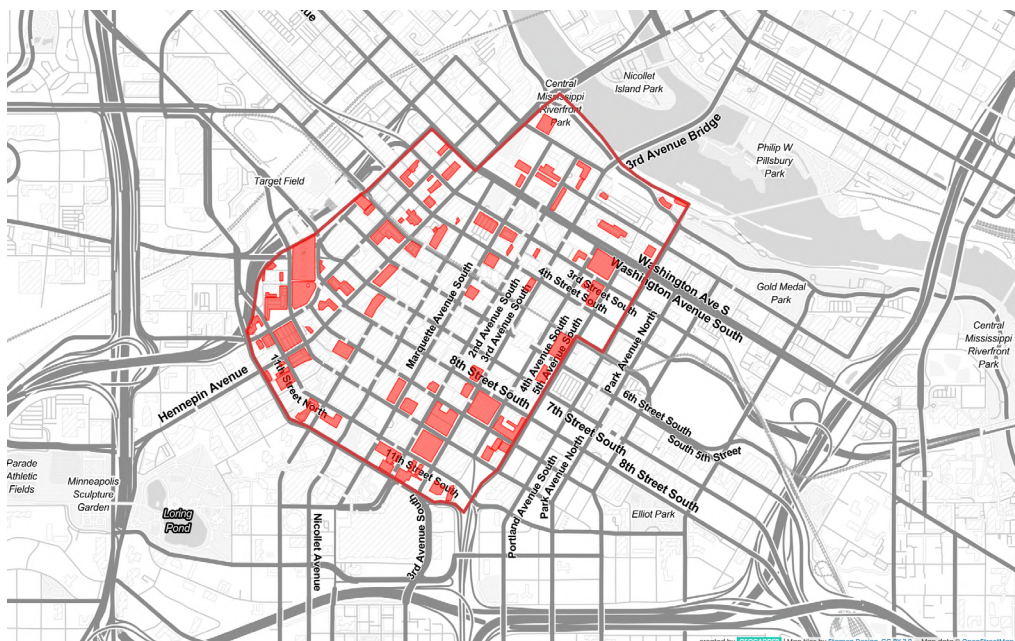 Avenue
Central
Mississippi
Riverfront
Park
Nicollet
Island Park
3rd Avenue Bridge
Philip W
Pillsbury
Park
Target Field
Washington Ave S
Washington Avenue South
3rd Street South
4th Street South
Gold Medal
Park
Marquette Avenue South
2nd Avenue South
3rd Avenue South
4th Avenue South
5th Avenue South
Park Avenue North
Central
Mississippi
Riverfront
Park
Hennepin Avenue
11th Street North
8th Street South
7th Street South
6th Street South
South 5th Street
8th Street South
11th Street South
Parade
Athletic
Fields
Minneapolis
Sculpture
Garden
Loring
Pond
Nicollet Avenue
3rd Avenue South
Portland Avenue South
Park Avenue North
Elliot Park